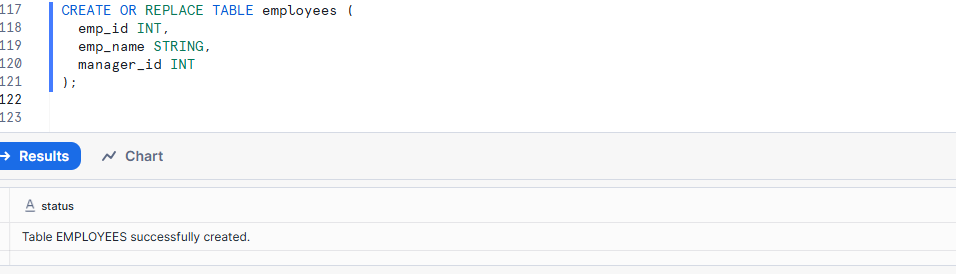 117 CREATE OR REPLACE TABLE employees (
118 emp_id INT,
119 emp_name STRING,
120 manager_id INT
121 );
122
123
Results Chart
A status
Table EMPLOYEES successfully created.